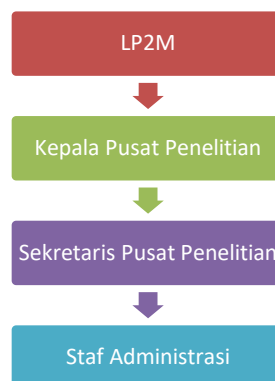 LP2M
Kepala Pusat Penelitian
Sekretaris Pusat Penelitian
Staf Administrasi